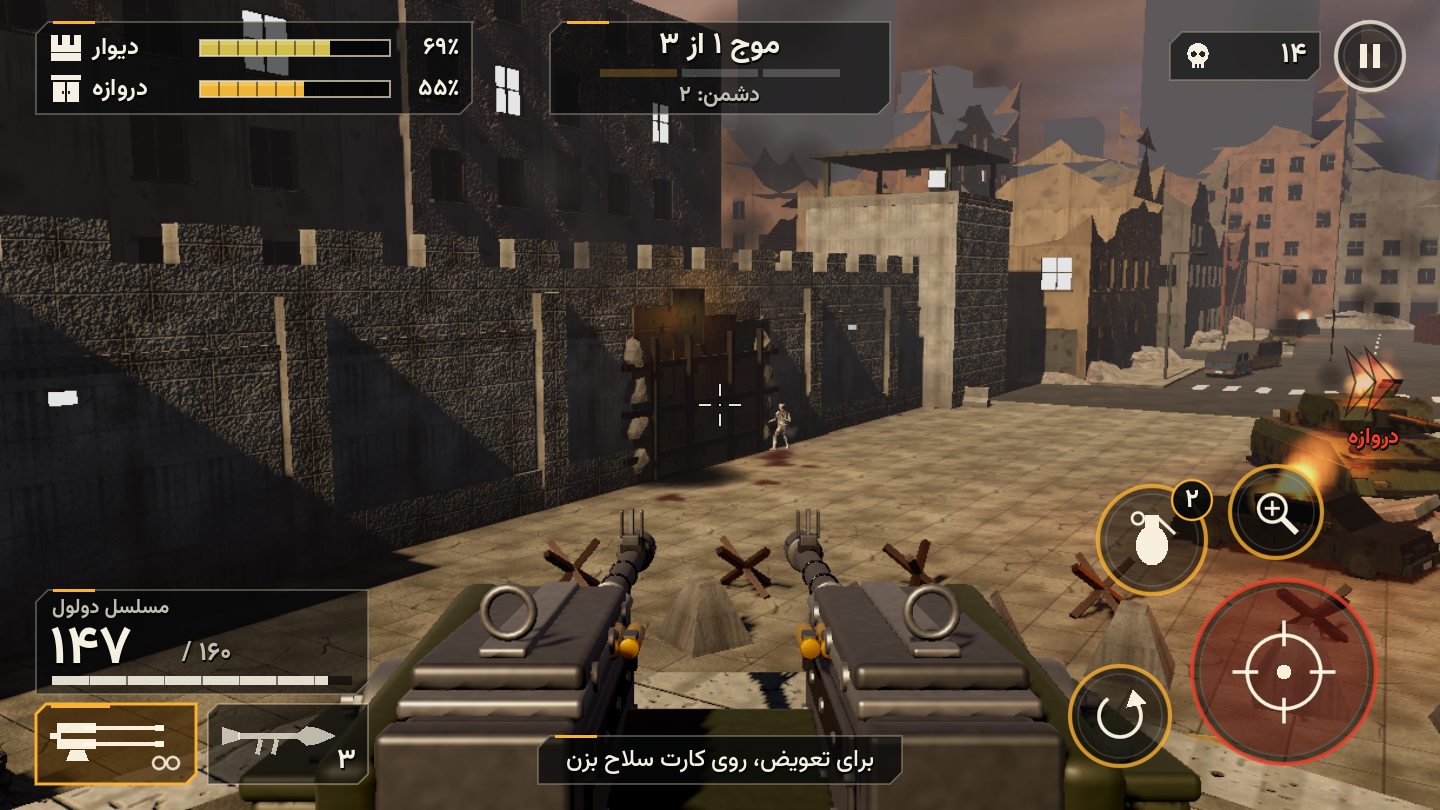 دیوار ۶۹٪
دروازه ۵۵٪
موج ۱ از ۳
دشمن: ۲
۱۴
دروازه
۲
مسلسل دولول
۱۴۷ / ۱۶۰
∞
۳
برای تعویض، روی کارت سلاح بزن